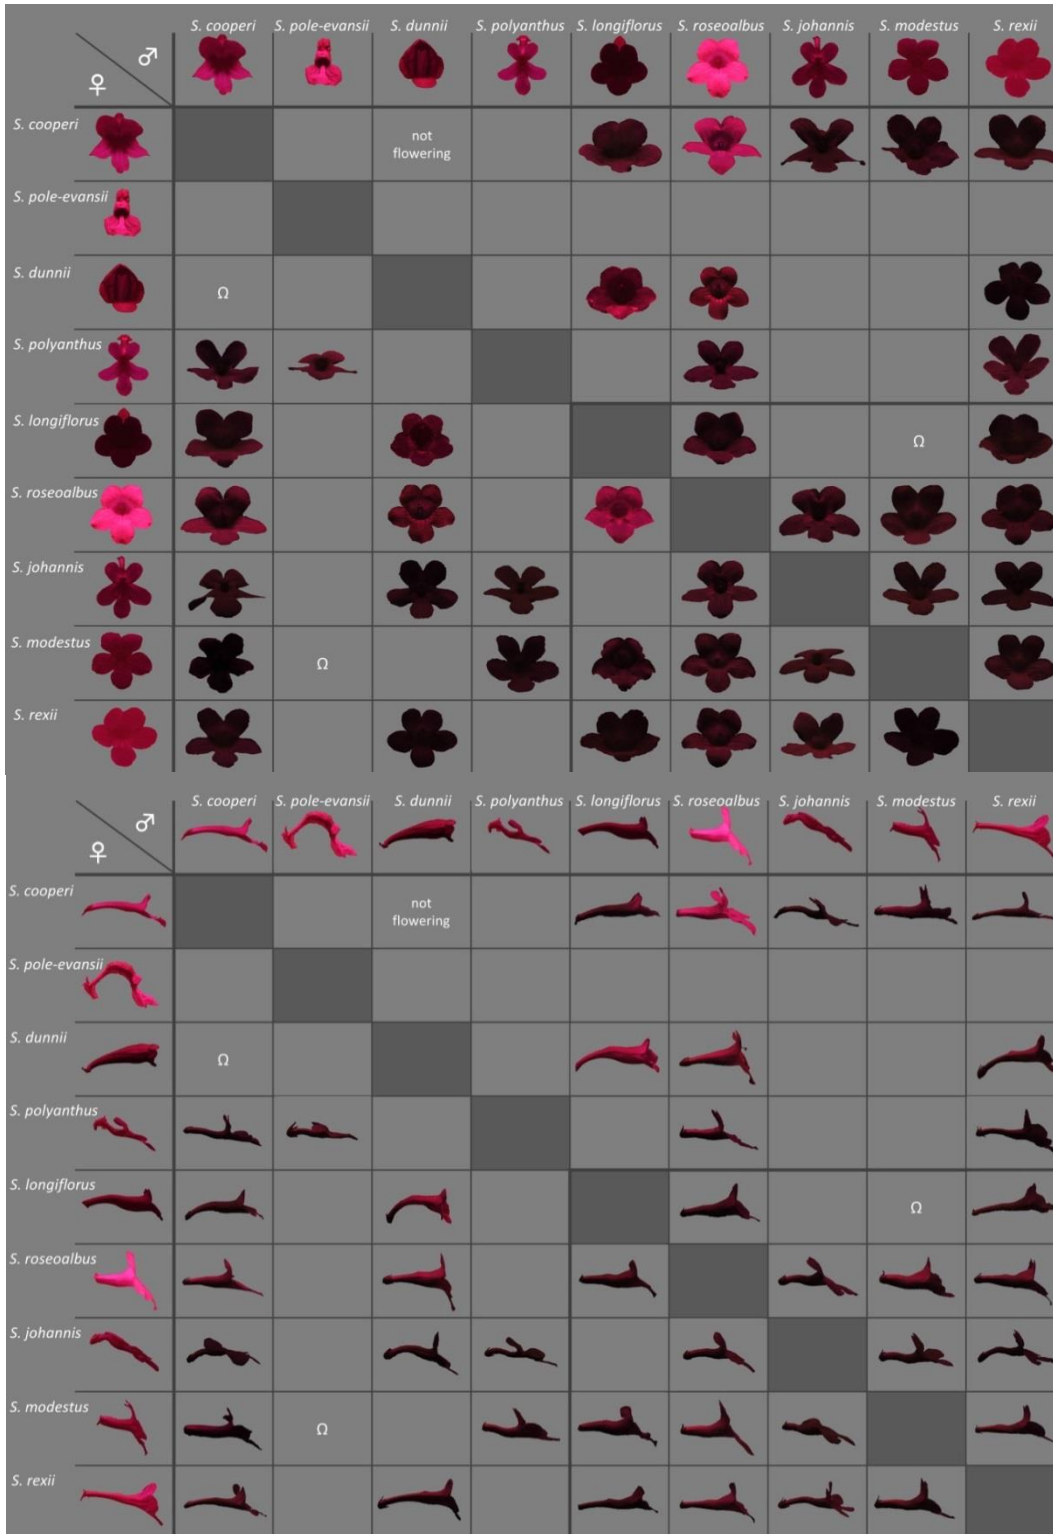 S. cooperi S. pole-evansii S. dunnii S. polyanthus S. longiflorus S. roseoalbus S. johannis S. modestus S. rexii
♂
♀
S. cooperi
not
flowering
S. pole-evansii
S. dunnii
Ω
S. polyanthus
S. longiflorus
Ω
S. roseoalbus
S. johannis
S. modestus
Ω
S. rexii
S. cooperi S. pole-evansii S. dunnii S. polyanthus S. longiflorus S. roseoalbus S. johannis S. modestus S. rexii
♂
♀
S. cooperi
not
flowering
S. pole-evansii
S. dunnii
Ω
S. polyanthus
S. longiflorus
Ω
S. roseoalbus
S. johannis
S. modestus
Ω
S. rexii